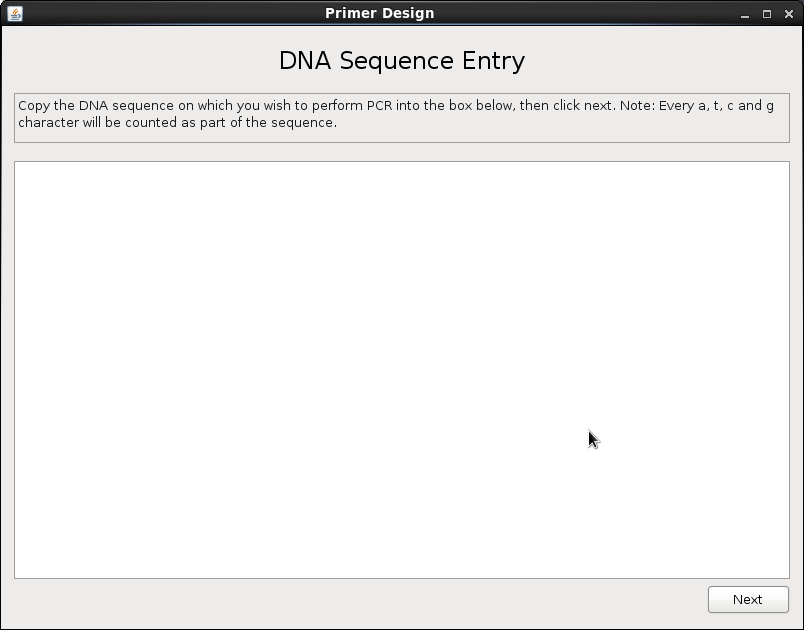 Primer Design
DNA Sequence Entry
Copy the DNA sequence on which you wish to perform PCR into the box below, then click next. Note: Every a, t, c and g
character will be counted as part of the sequence.
Next